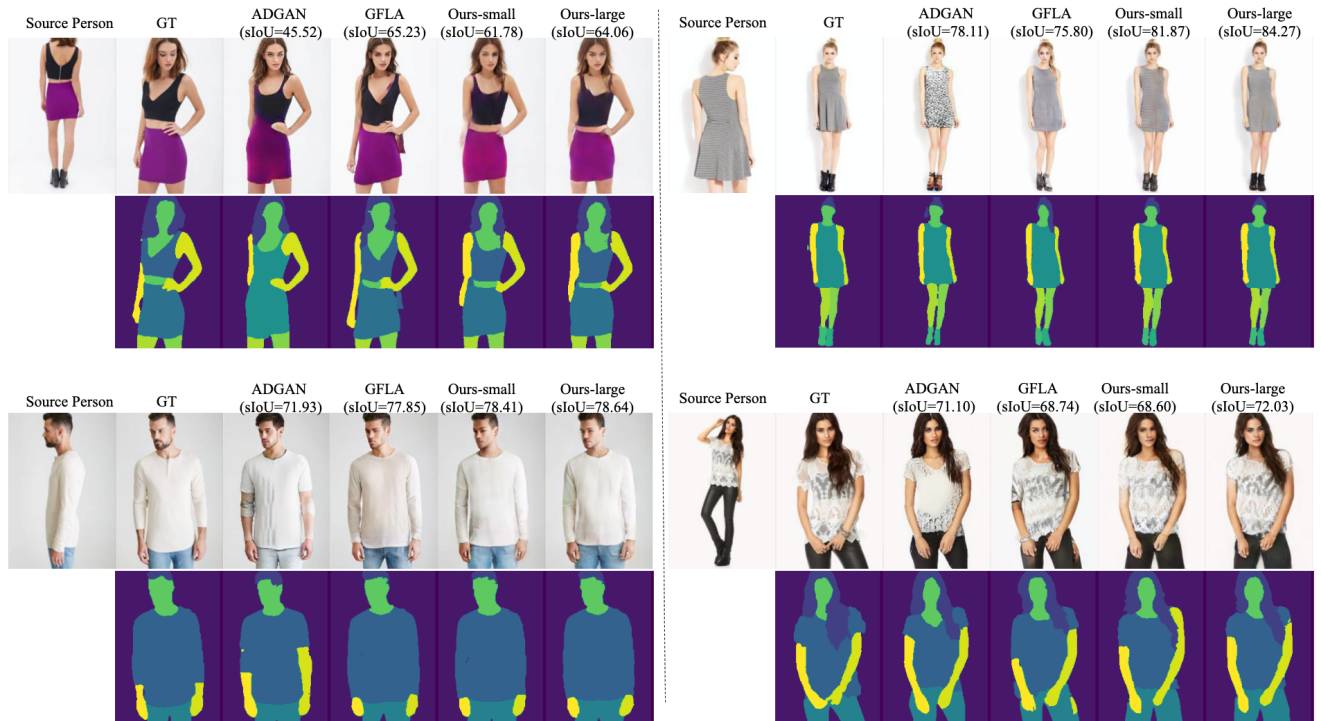 Source Person GT ADGAN GFLA Ours-small Ours-large
(sIoU=45.52) (sIoU=65.23) (sIoU=61.78) (sIoU=64.06)
Source Person GT ADGAN GFLA Ours-small Ours-large
(sIoU=78.11) (sIoU=75.80) (sIoU=81.87) (sIoU=84.27)
Source Person GT ADGAN GFLA Ours-small Ours-large
(sIoU=71.93) (sIoU=77.85) (sIoU=78.41) (sIoU=78.64)
Source Person GT ADGAN GFLA Ours-small Ours-large
(sIoU=71.10) (sIoU=68.74) (sIoU=68.60) (sIoU=72.03)